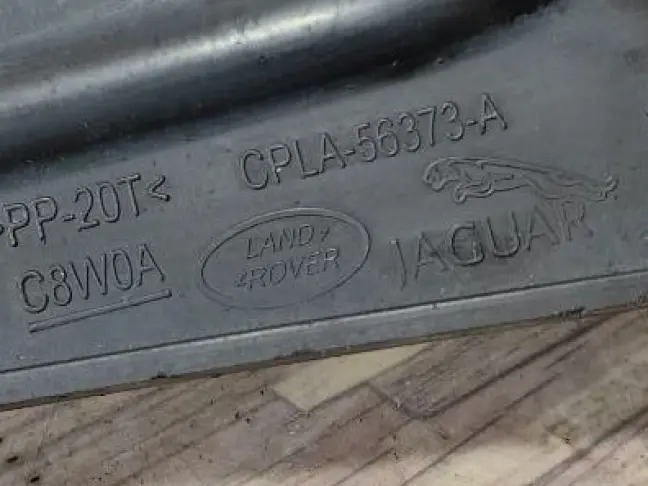 CPLA-56373-A
>PP-20T<
C8W0A
LAND
ROVER
JAGUAR